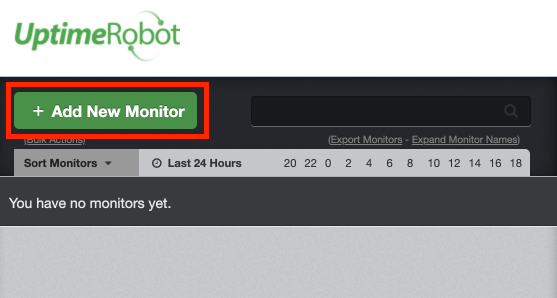 UptimeRobot
+ Add New Monitor
(Bulk Actions) (Export Monitors - Expand Monitor Names)
Sort Monitors Last 24 Hours 20 22 0 2 4 6 8 10 12 14 16 18
You have no monitors yet.